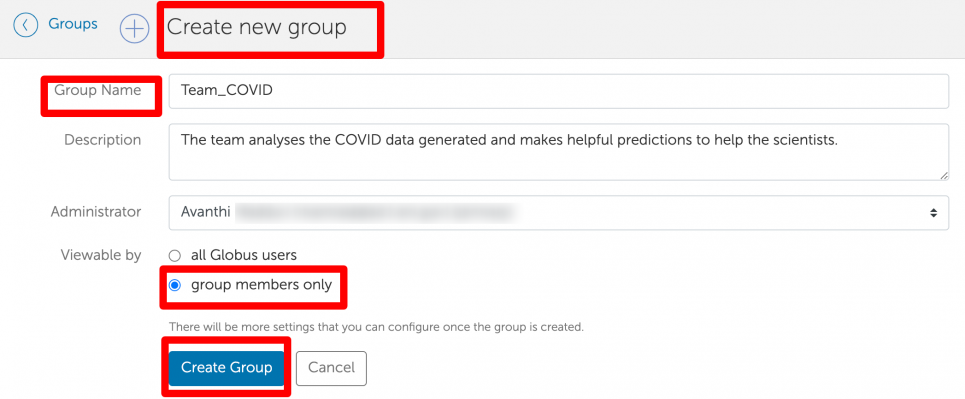 Groups
Create new group
Group Name
Team_COVID
Description
The team analyses the COVID data generated and makes helpful predictions to help the scientists.
Administrator
Avanthi
Viewable by
all Globus users
group members only
There will be more settings that you can configure once the group is created.
Create Group
Cancel